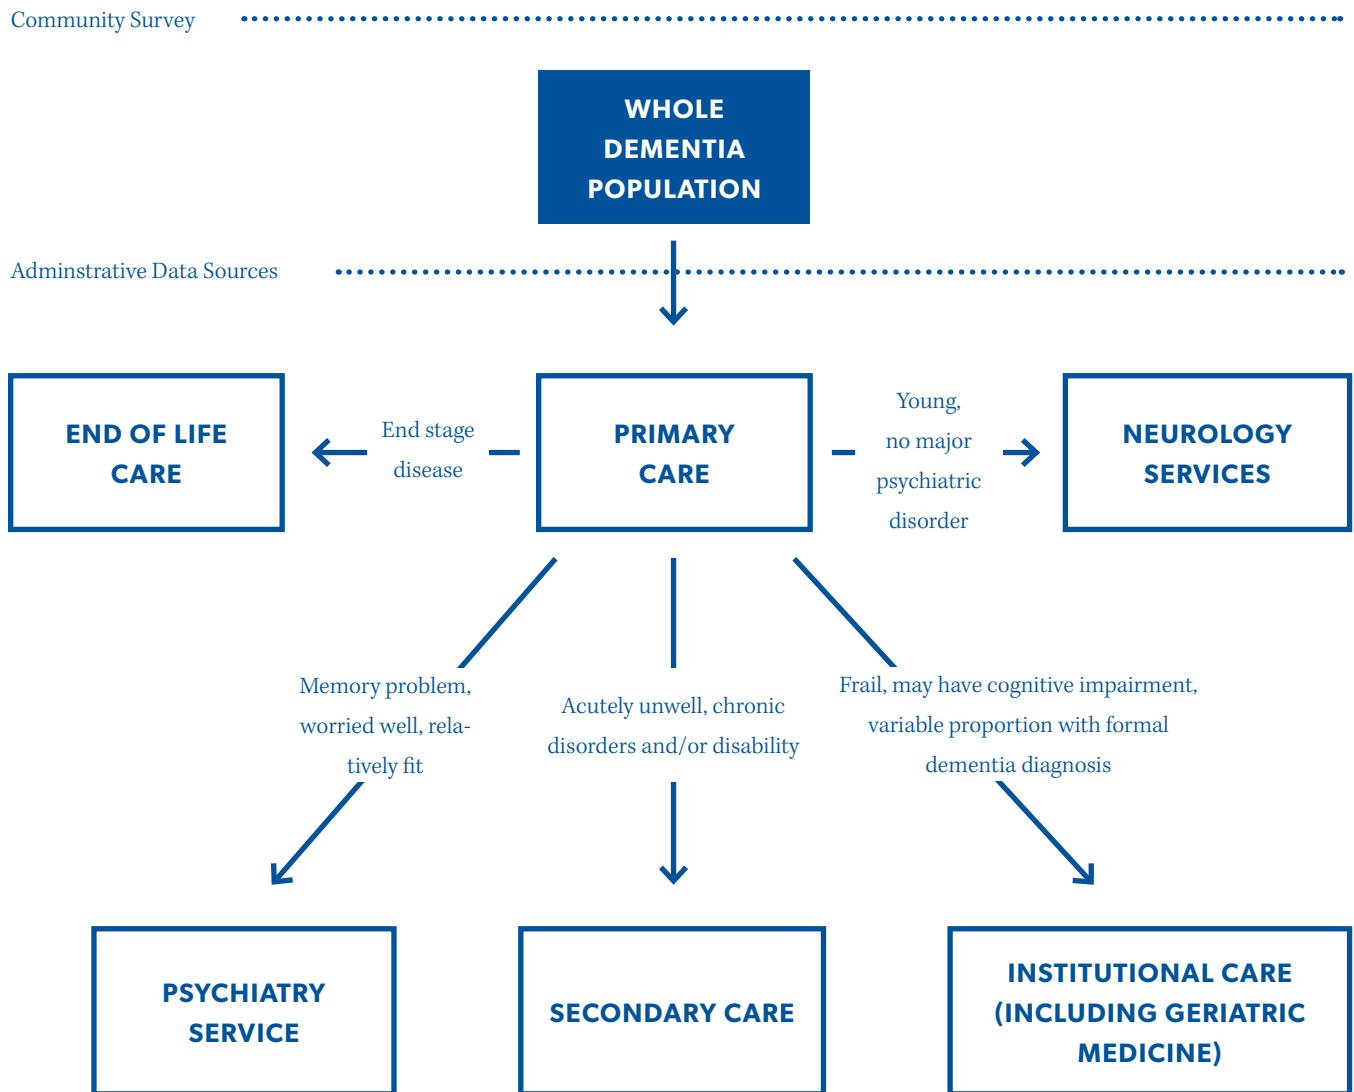 Community Survey
WHOLE
DEMENTIA
POPULATION
Adminstrative Data Sources
END OF LIFE
CARE
End stage
disease
PRIMARY
CARE
Young,
no major
psychiatric
disorder
NEUROLOGY
SERVICES
Memory problem,
worried well, rela-
tively fit
Acutely unwell, chronic
disorders and/or disability
Frail, may have cognitive impairment,
variable proportion with formal
dementia diagnosis
PSYCHIATRY
SERVICE
SECONDARY CARE
INSTITUTIONAL CARE
(INCLUDING GERIATRIC
MEDICINE)